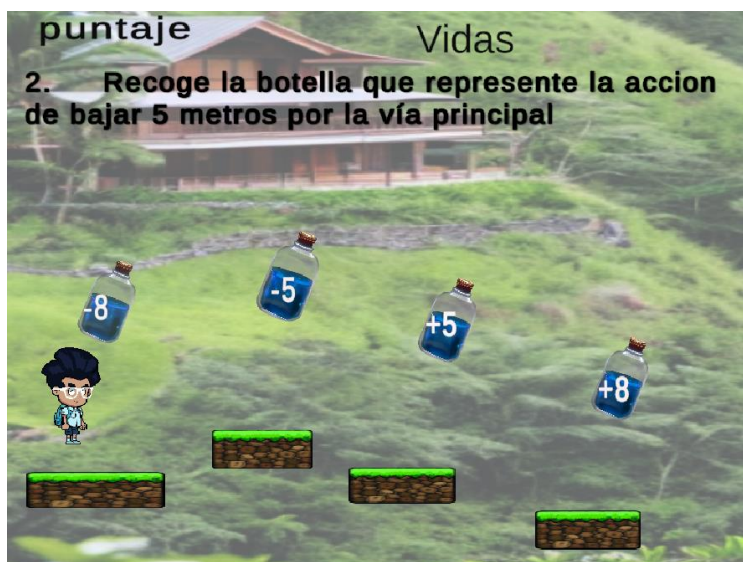 puntaje
Vidas
2. Recoge la botella que represente la accion
de bajar 5 metros por la vía principal
-8
-5
+5
+8